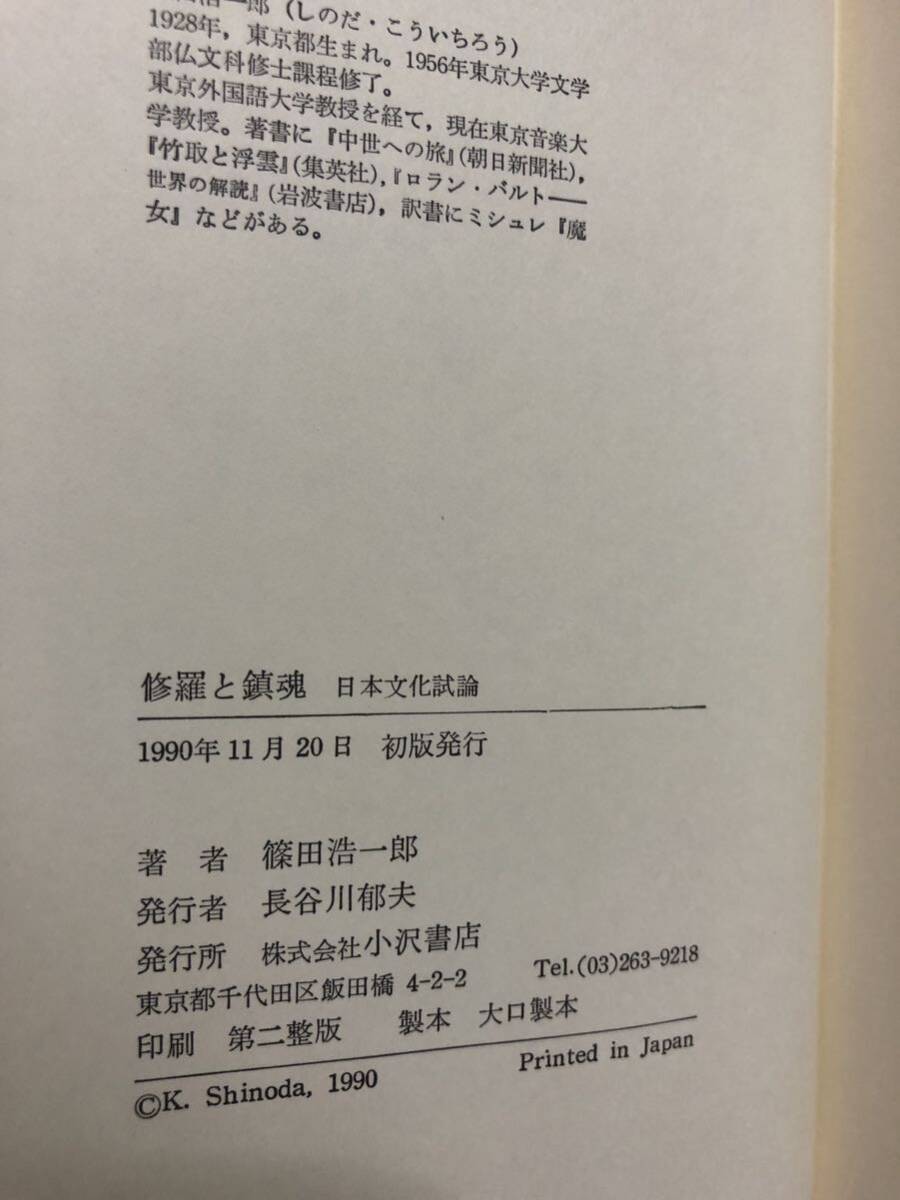 郎(しのだ・こういちろう)
1928年,東京都生まれ。1956年東京大学文学
部仏文科修士課程修了。
東京外国語大学教授を経て,現在東京音楽大
学教授。著書に『中世への旅』(朝日新聞社),
『竹取と浮雲』(集英社),『ロラン・バルト――
世界の解読』(岩波書店),訳書にミシュレ『魔
女』などがある。
修羅と鎮魂 日本文化試論
1990年11月20日 初版発行
著 者 篠田浩一郎
発行者 長谷川郁夫
発行所 株式会社小沢書店
東京都千代田区飯田橋 4-2-2 Tel.(03)263-9218
印刷 第二整版 製本 大口製本
©K. Shinoda, 1990 Printed in Japan